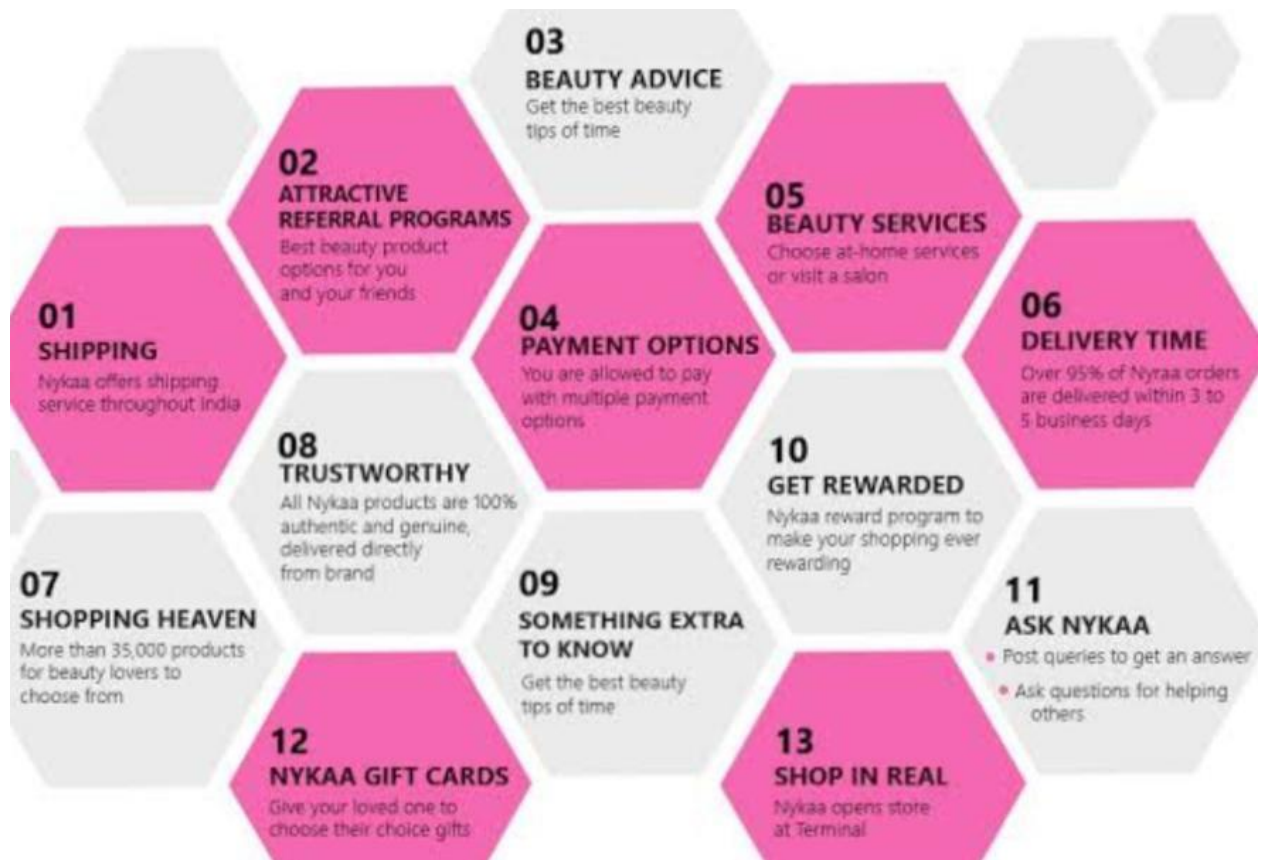 01
SHIPPING
Nykaa offers shipping
service throughout India
02
ATTRACTIVE
REFERRAL PROGRAMS
Best beauty product
options for you
and your friends
03
BEAUTY ADVICE
Get the best beauty
tips of time
04
PAYMENT OPTIONS
You are allowed to pay
with multiple payment
options
05
BEAUTY SERVICES
Choose at-home services
or visit a salon
06
DELIVERY TIME
Over 95% of Nyraa orders
are delivered within 3 to
5 business days
07
SHOPPING HEAVEN
More than 35,000 products
for beauty lovers to
choose from
08
TRUSTWORTHY
All Nykaa products are 100%
authentic and genuine,
delivered directly
from brand
09
SOMETHING EXTRA
TO KNOW
Get the best beauty
tips of time
10
GET REWARDED
Nykaa reward program to
make your shopping ever
rewarding
11
ASK NYKAA
• Post queries to get an answer
• Ask questions for helping
others
12
NYKAA GIFT CARDS
Give your loved one to
choose their choice gifts
13
SHOP IN REAL
Nykaa opens store
at Terminal